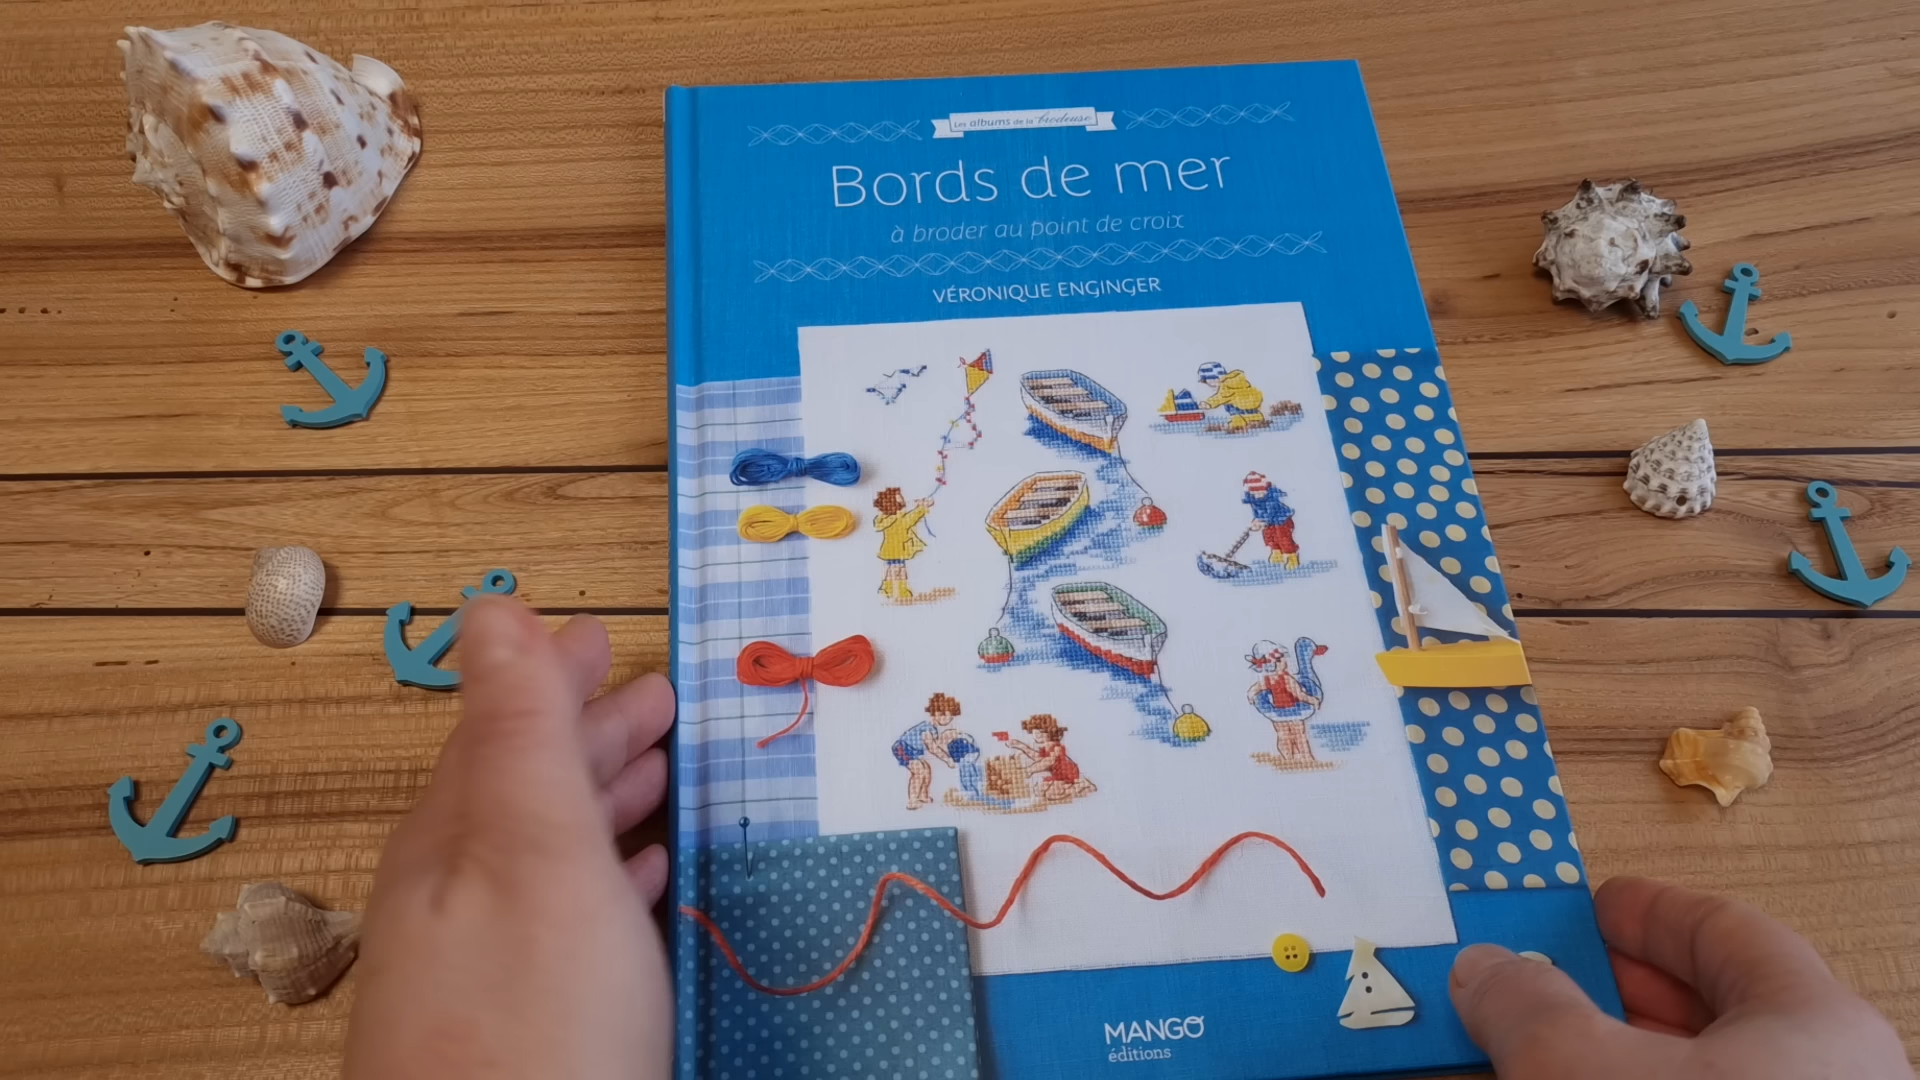 Les albums de la brodeuse
Bords de mer
à broder au point de croix
VÉRONIQUE ENGINGER
MANGO
éditions